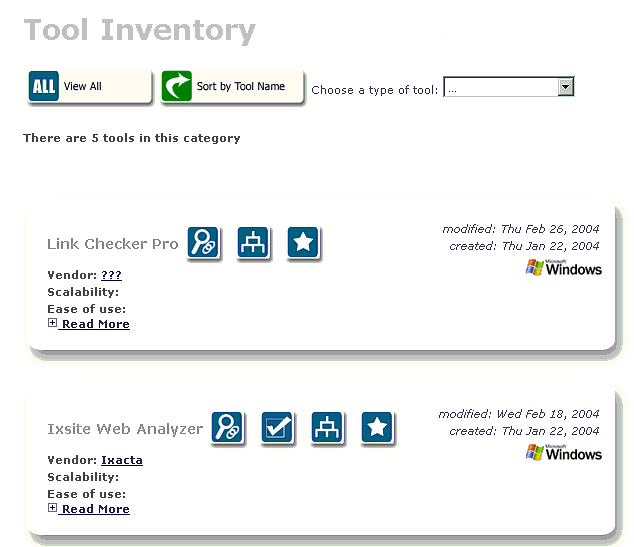 Tool Inventory
ALL View All Sort by Tool Name Choose a type of tool: ...
There are 5 tools in this category
modified: Thu Feb 26, 2004
Link Checker Pro created: Thu Jan 22, 2004
Microsoft
Windows
Vendor: ???
Scalability:
Ease of use:
Read More
modified: Wed Feb 18, 2004
Ixsite Web Analyzer created: Thu Jan 22, 2004
Microsoft
Windows
Vendor: Ixacta
Scalability:
Ease of use:
Read More